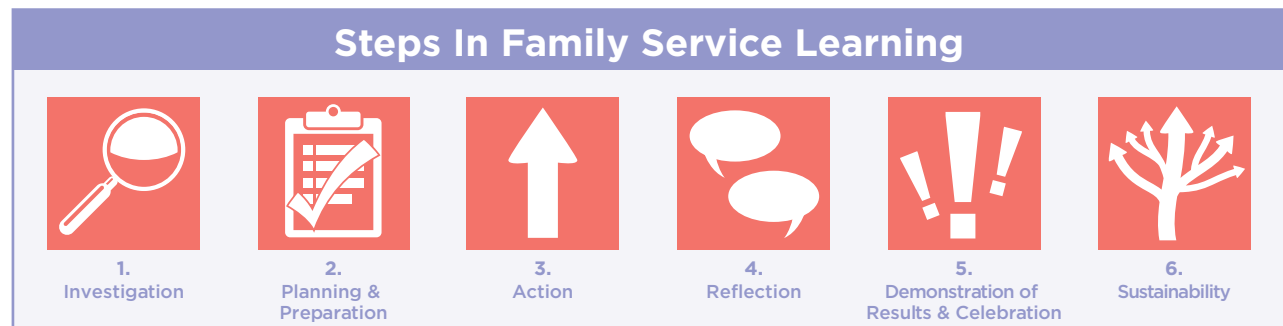 Steps In Family Service Learning
1.
Investigation
2.
Planning &
Preparation
3.
Action
4.
Reflection
5.
Demonstration of
Results & Celebration
6.
Sustainability